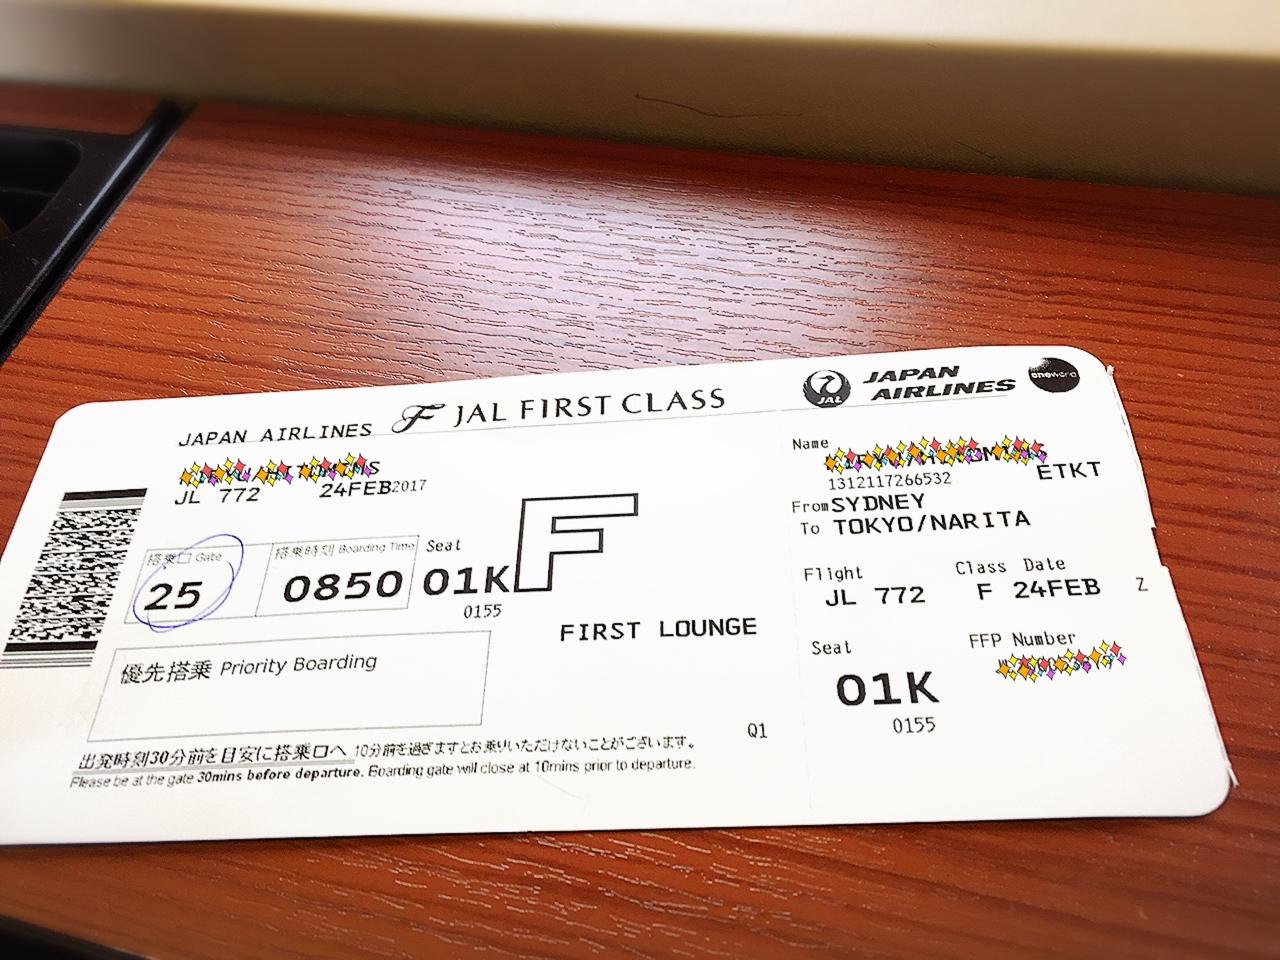 JAPAN AIRLINES F JAL FIRST CLASS
JL 772 24FEB2017
搭乗口 Gate
25
搭乗時刻 Boarding Time
0850
Seat
01K
0155
F
FIRST LOUNGE
優先搭乗 Priority Boarding
Q1
出発時刻30分前を目安に搭乗口へ 10分前を過ぎますとお乗りいただけないことがございます。
Please be at the gate 30mins before departure. Boarding gate will close at 10mins prior to departure.
JAL
JAPAN
AIRLINES
oneworld
Name
1312117266532 ETKT
From SYDNEY
To TOKYO/NARITA
Flight Class Date
JL 772 F 24FEB Z
Seat FFP Number
01K
0155